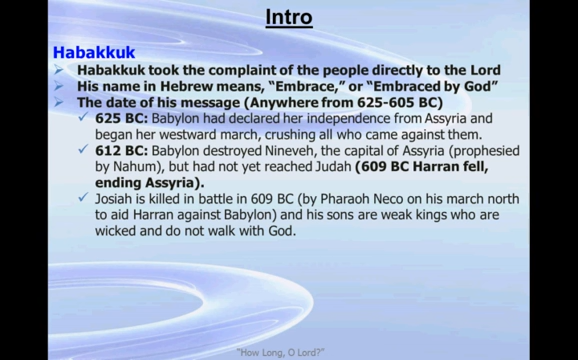 Intro
Habakkuk
Habakkuk took the complaint of the people directly to the Lord
His name in Hebrew means, “Embrace,” or “Embraced by God”
The date of his message (Anywhere from 625-605 BC)
625 BC: Babylon had declared her independence from Assyria and
began her westward march, crushing all who came against them.
612 BC: Babylon destroyed Nineveh, the capital of Assyria (prophesied
by Nahum), but had not yet reached Judah (609 BC Harran fell,
ending Assyria).
Josiah is killed in battle in 609 BC (by Pharaoh Neco on his march north
to aid Harran against Babylon) and his sons are weak kings who are
wicked and do not walk with God.
“How Long, O Lord?”